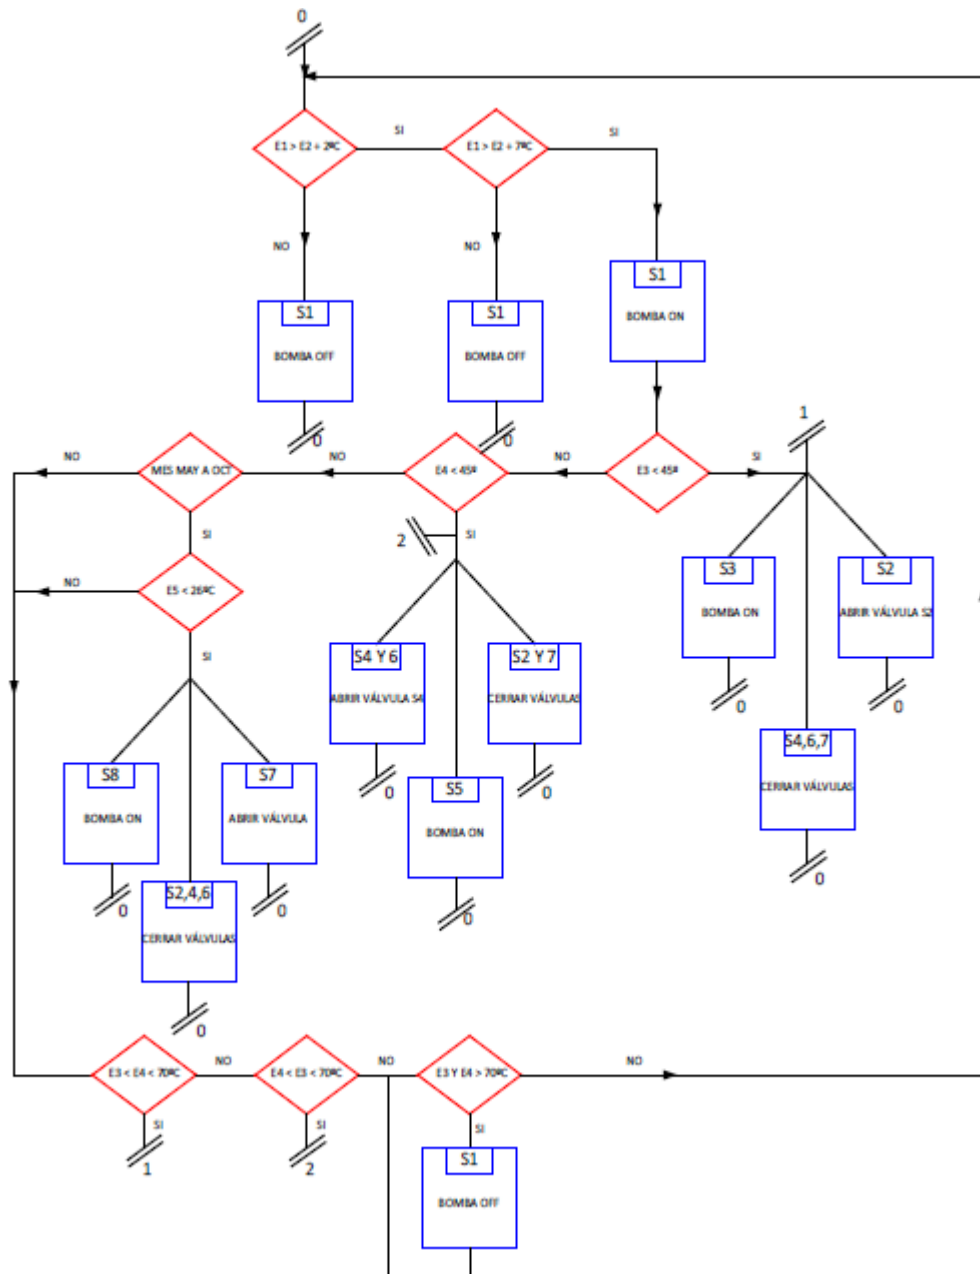 0
E1 > E2 + 2ºC
SI
E1 > E2 + 7ºC
SI
NO
NO
S1
BOMBA OFF
S1
BOMBA OFF
S1
BOMBA ON
0
0
1
NO
MES MAY A OCT
NO
E4 < 45º
NO
E3 < 45º
SI
SI
2
SI
NO
E5 < 26ºC
SI
S3
BOMBA ON
S2
ABRIR VÁLVULA S2
0
0
S4 Y 6
ABRIR VÁLVULA S4
S2 Y 7
CERRAR VÁLVULAS
0
0
S4,6,7
CERRAR VÁLVULAS
0
S8
BOMBA ON
S7
ABRIR VÁLVULA
S5
BOMBA ON
0
0
0
S2,4,6
CERRAR VÁLVULAS
0
E3 < E4 < 70ºC
NO
E4 < E3 < 70ºC
NO
E3 Y E4 > 70ºC
NO
SI
SI
SI
1
2
S1
BOMBA OFF